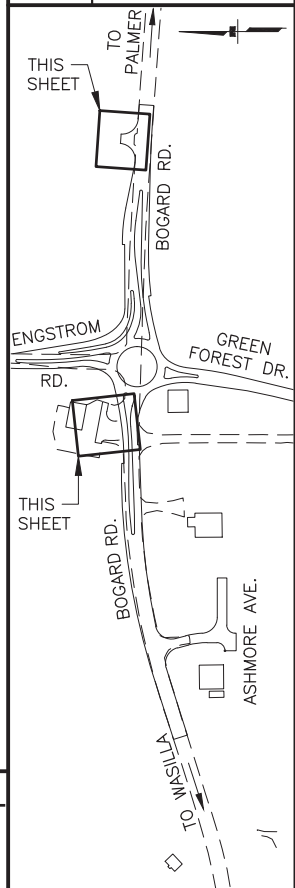 TO
PALMER
THIS
SHEET
BOGARD RD.
ENGSTROM
RD.
GREEN
FOREST DR.
THIS
SHEET
BOGARD RD.
ASHMORE AVE.
TO WASILLA